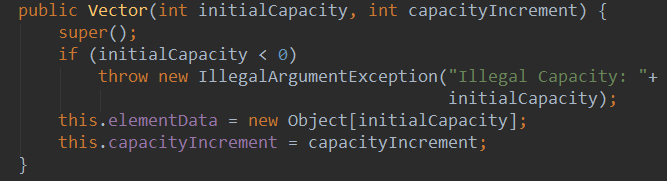 public Vector(int initialCapacity, int capacityIncrement) {
    super();
    if (initialCapacity < 0)
        throw new IllegalArgumentException("Illegal Capacity: "+
                                           initialCapacity);
    this.elementData = new Object[initialCapacity];
    this.capacityIncrement = capacityIncrement;
}